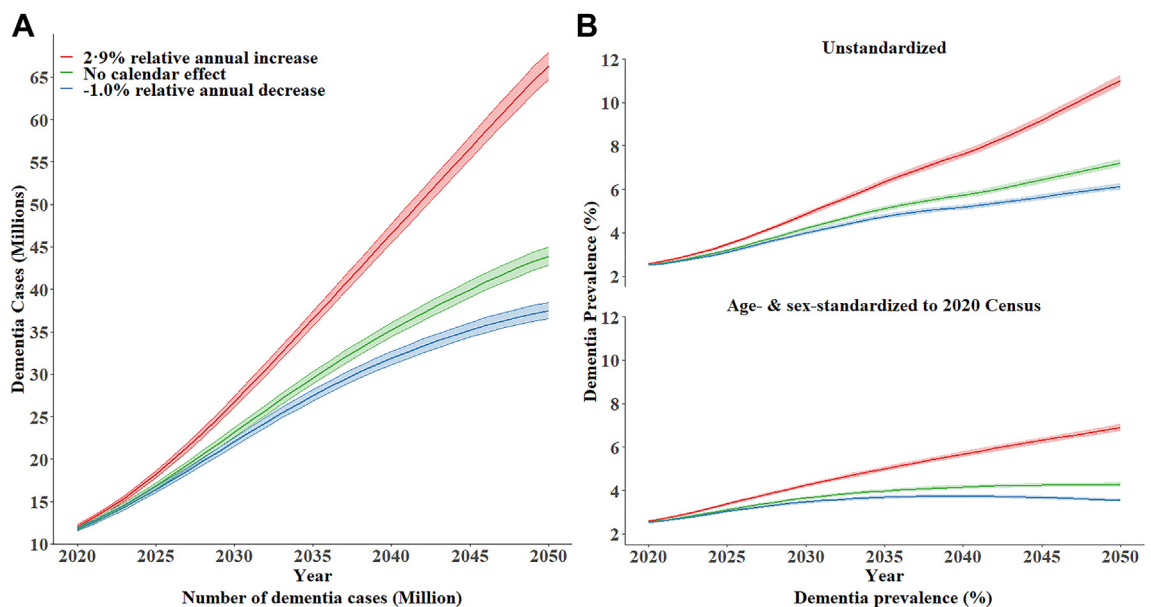 A
2·9% relative annual increase
No calendar effect
-1.0% relative annual decrease
Dementia Cases (Millions)
65
60
55
50
45
40
35
30
25
20
15
10
2020 2025 2030 2035 2040 2045 2050
Year
Number of dementia cases (Million)
B
Unstandardized
Dementia Prevalence (%)
12
10
8
6
4
2
Age- & sex-standardized to 2020 Census
12
10
8
6
4
2
2020 2025 2030 2035 2040 2045 2050
Year
Dementia prevalence (%)